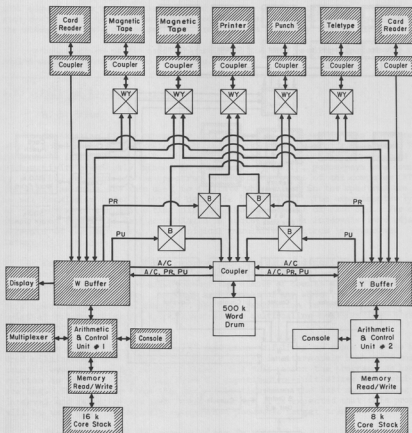 Card Reader
Magnetic Tape
Magnetic Tape
Printer
Punch
Teletype
Card Reader
Coupler
Coupler
Coupler
Coupler
Coupler
Coupler
Coupler
WY
WY
WY
WY
WY
PR
B
B
PR
PU
B
B
PU
A/C
A/C
W Buffer
A/C, PR, PU
Coupler
A/C, PR, PU
Y Buffer
Display
500 k
Word
Drum
Multiplexer
Arithmetic
& Control
Unit # 1
Console
Console
Arithmetic
& Control
Unit # 2
Memory
Read/Write
Memory
Read/Write
16 k
Core Stock
8 k
Core Stock